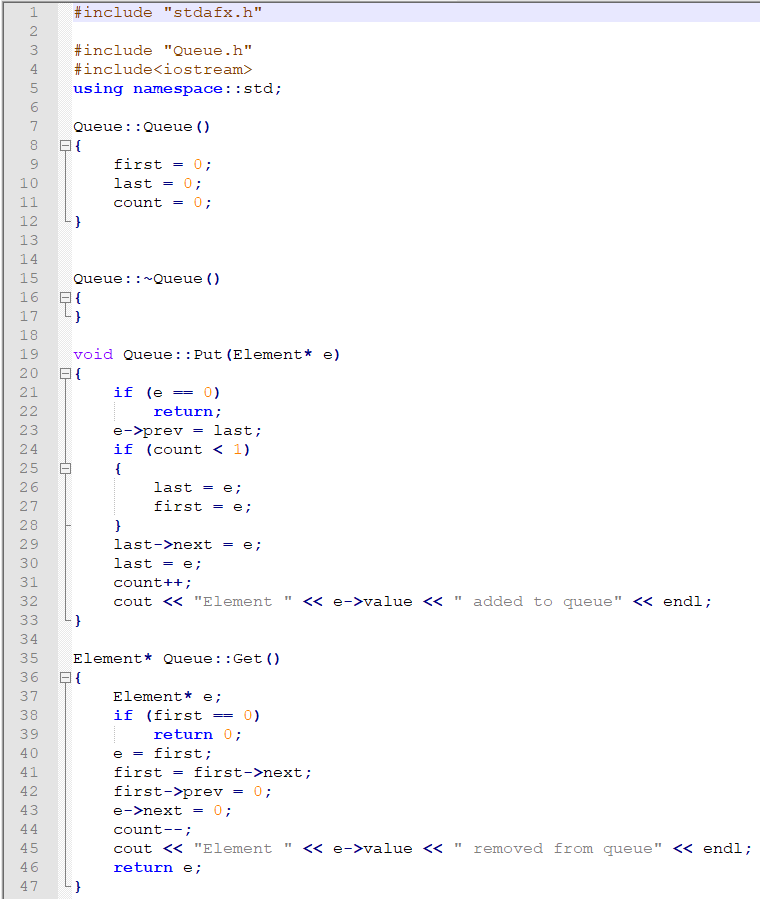 1 #include "stdafx.h"
2
3 #include "Queue.h"
4 #include<iostream>
5 using namespace::std;
6
7 Queue::Queue()
8 {
9 first = 0;
10 last = 0;
11 count = 0;
12 }
13
14
15 Queue::~Queue()
16 {
17 }
18
19 void Queue::Put(Element* e)
20 {
21 if (e == 0)
22 return;
23 e->prev = last;
24 if (count < 1)
25 {
26 last = e;
27 first = e;
28 }
29 last->next = e;
30 last = e;
31 count++;
32 cout << "Element " << e->value << " added to queue" << endl;
33 }
34
35 Element* Queue::Get()
36 {
37 Element* e;
38 if (first == 0)
39 return 0;
40 e = first;
41 first = first->next;
42 first->prev = 0;
43 e->next = 0;
44 count--;
45 cout << "Element " << e->value << " removed from queue" << endl;
46 return e;
47 }